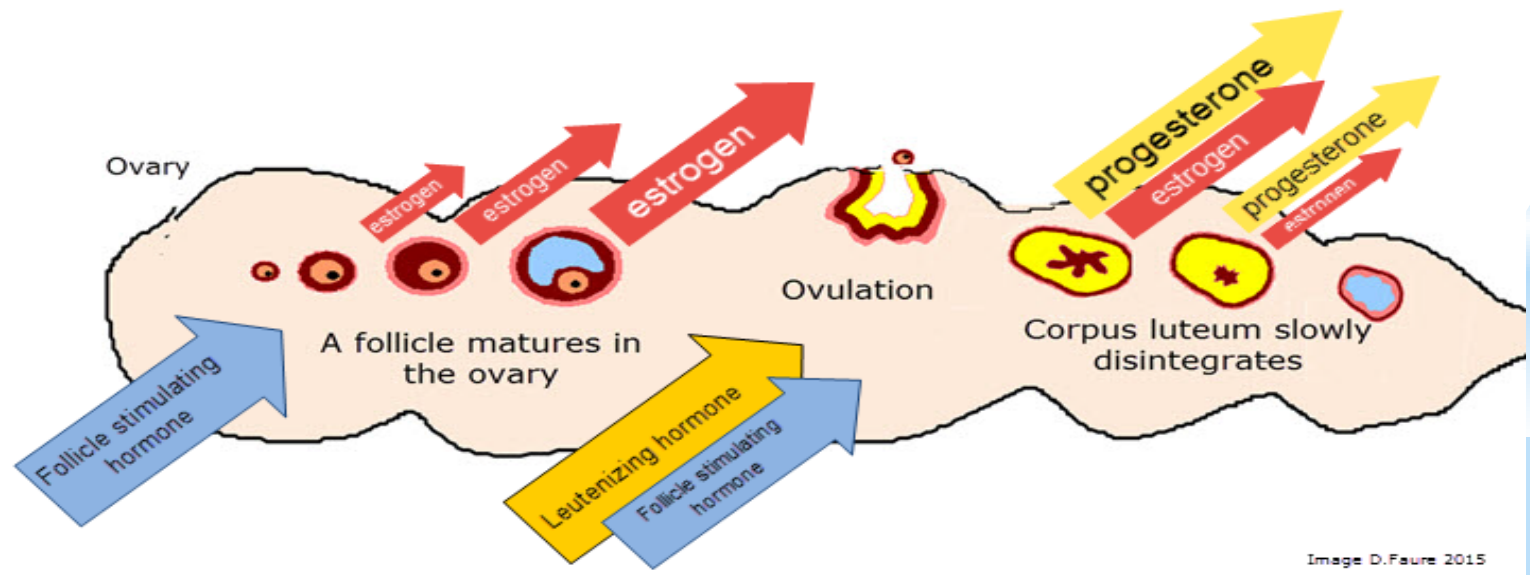 Ovary
estrogen
estrogen
estrogen
progesterone
estrogen
progesterone
estrogen
Ovulation
A follicle matures in
the ovary
Corpus luteum slowly
disintegrates
Follicle stimulating
hormone
Leutenizing hormone
Follicle stimulating
hormone
Image D.Faure 2015